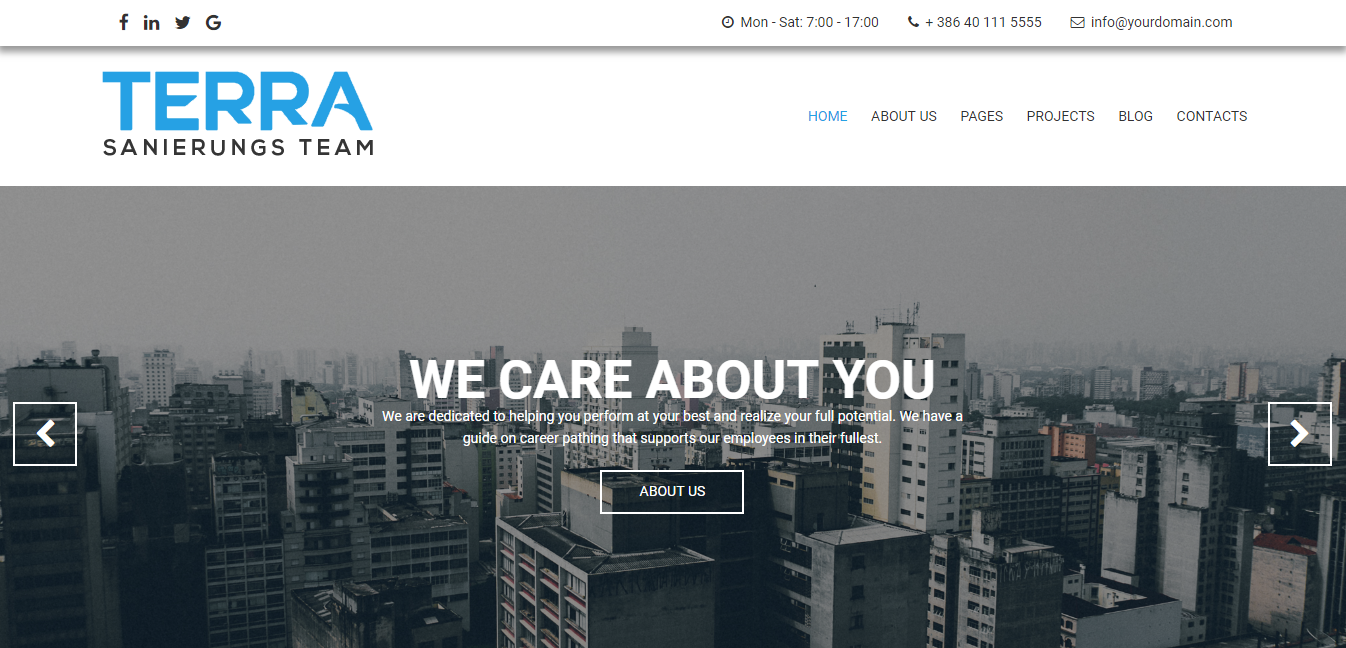 Mon - Sat: 7:00 - 17:00
+ 386 40 111 5555
info@yourdomain.com
TERRA
SANIERUNGS TEAM
HOME ABOUT US PAGES PROJECTS BLOG CONTACTS
WE CARE ABOUT YOU
We are dedicated to helping you perform at your best and realize your full potential. We have a
guide on career pathing that supports our employees in their fullest.
ABOUT US